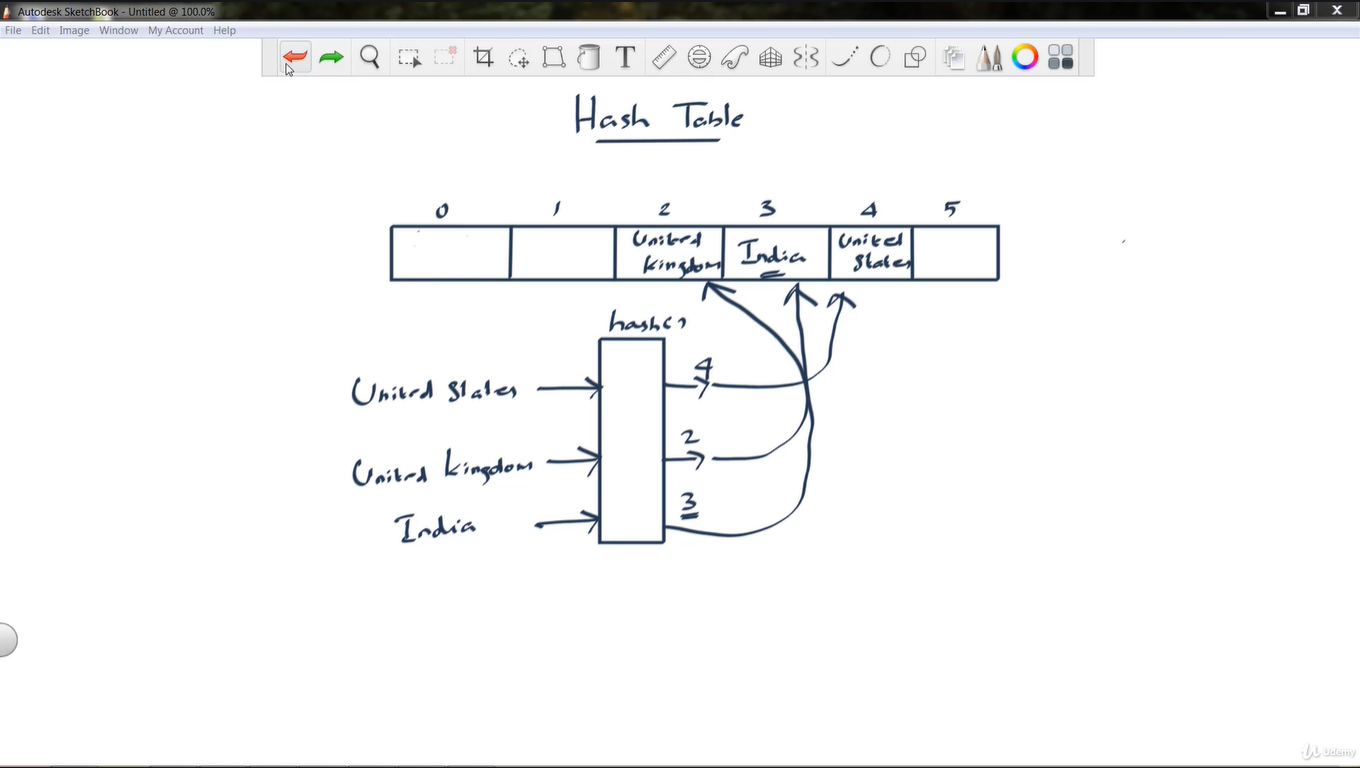 Autodesk SketchBook - Untitled @ 100.0%
File Edit Image Window My Account Help
Hash Table
0 1 2 3 4 5
United Kingdom
India
United States
hash()
United States
4
United Kingdom
2
India
3
Udemy